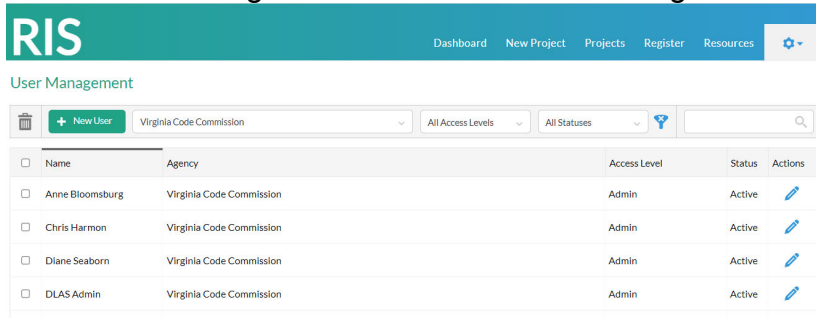 RIS
Dashboard New Project Projects Register Resources
User Management
+ New User Virginia Code Commission All Access Levels All Statuses
Name Agency Access Level Status Actions
Anne Bloomsburg Virginia Code Commission Admin Active
Chris Harmon Virginia Code Commission Admin Active
Diane Seaborn Virginia Code Commission Admin Active
DLAS Admin Virginia Code Commission Admin Active